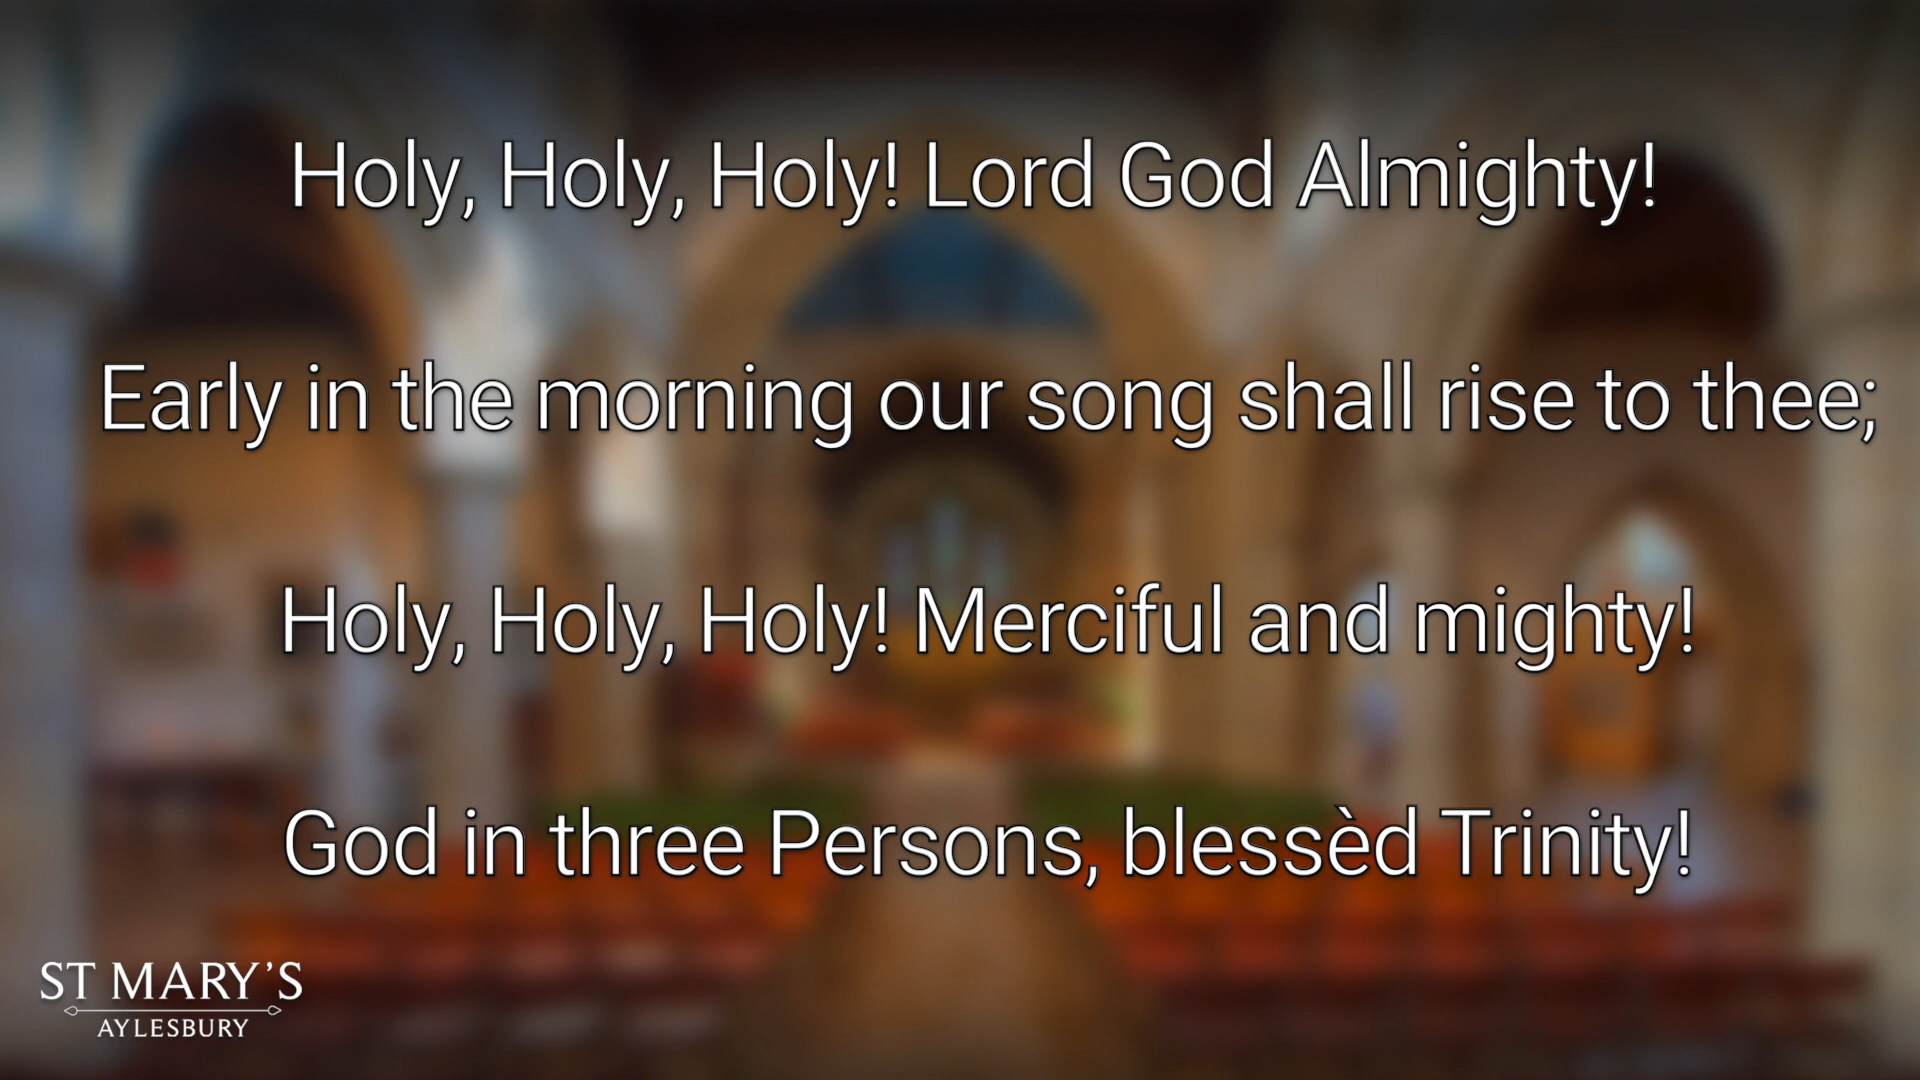 Holy, Holy, Holy! Lord God Almighty!
Early in the morning our song shall rise to thee;
Holy, Holy, Holy! Merciful and mighty!
God in three Persons, blessèd Trinity!
ST MARY'S
AYLESBURY